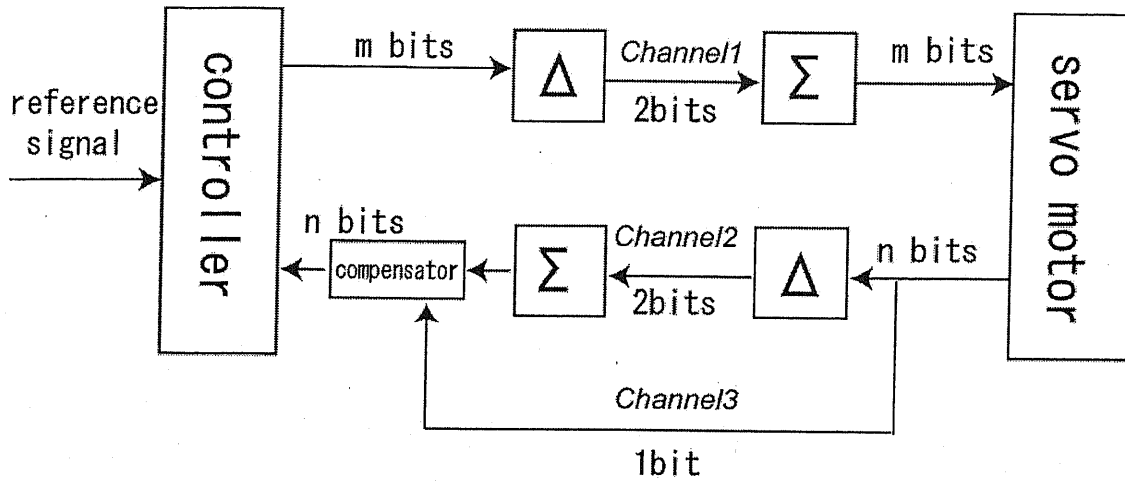 reference
signal
controller
m bits
Δ
Channel1
2bits
Σ
m bits
servo motor
n bits
compensator
Σ
Channel2
2bits
Δ
n bits
Channel3
1bit